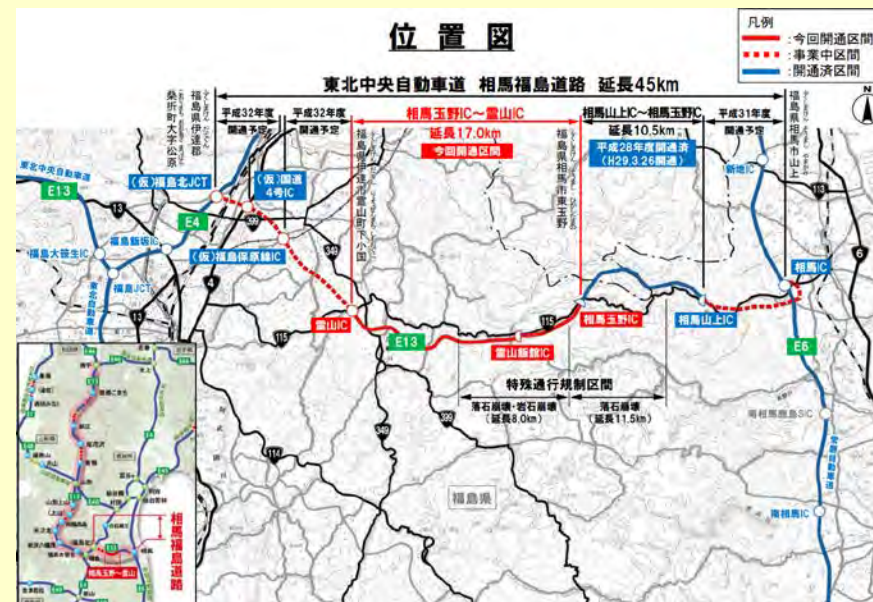 位置図
凡例
:今回開通区間
:事業中区間
:開通済区間
東北中央自動車道 相馬福島道路 延長45km
平成32年度
開通予定
平成32年度
開通予定
相馬玉野IC~霊山IC
延長17.0km
今回開通区間
相馬山上IC~相馬玉野IC
延長10.5km
平成28年度開通済
(H29.3.26開通)
平成31年度
開通予定
福島県伊達郡
桑折町大字松原
福島県伊達市霊山町下小国
福島県相馬市東玉野
福島県相馬市山上
N
東北中央自動車道
E13
13
E4
(仮)福島北JCT
(仮)国道
4号IC
399
349
(仮)福島保原線IC
福島飯坂IC
福島大笹生IC
福島JCT
東北自動車道
13
4
115
霊山IC
E13
霊山飯館IC
115
相馬玉野IC
相馬山上IC
相馬IC
新地IC
113
6
E6
特殊通行規制区間
落石崩壊・岩石崩壊
(延長8.0km)
落石崩壊
(延長11.5km)
349
399
114
福島県
南相馬鹿島SIC
常磐自動車道
南相馬IC
相馬福島道路
相馬玉野~霊山